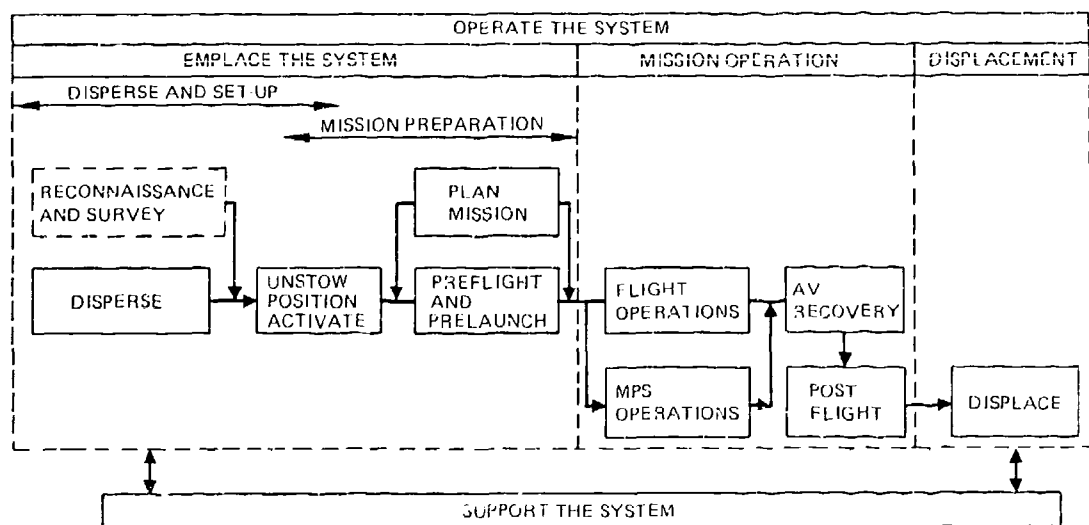 OPERATE THE SYSTEM
EMPLACE THE SYSTEM
MISSION OPERATION
DISPLACEMENT
DISPERSE AND SET-UP
MISSION PREPARATION
RECONNAISSANCE
AND SURVEY
PLAN
MISSION
DISPERSE
UNSTOW
POSITION
ACTIVATE
PREFLIGHT
AND
PRELAUNCH
FLIGHT
OPERATIONS
AV
RECOVERY
MPS
OPERATIONS
POST
FLIGHT
DISPLACE
SUPPORT THE SYSTEM